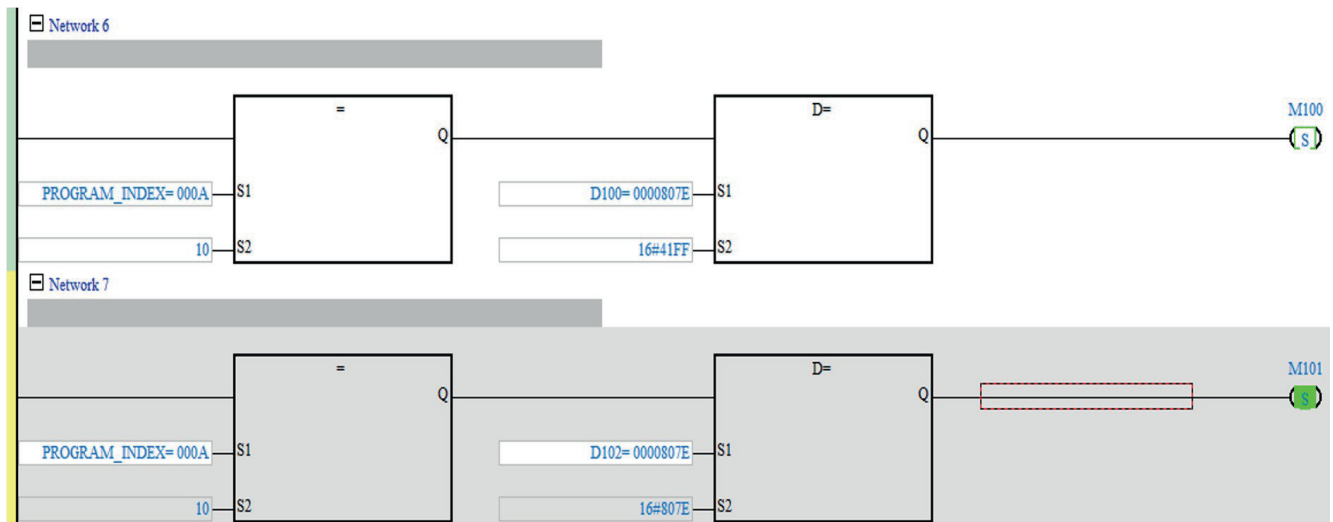 Network 6
=
D=
M100
Q
Q
S
PROGRAM_INDEX= 000A
S1
D100= 0000807E
S1
10
S2
16#41FF
S2
Network 7
=
D=
M101
Q
Q
S
PROGRAM_INDEX= 000A
S1
D102= 0000807E
S1
10
S2
16#807E
S2